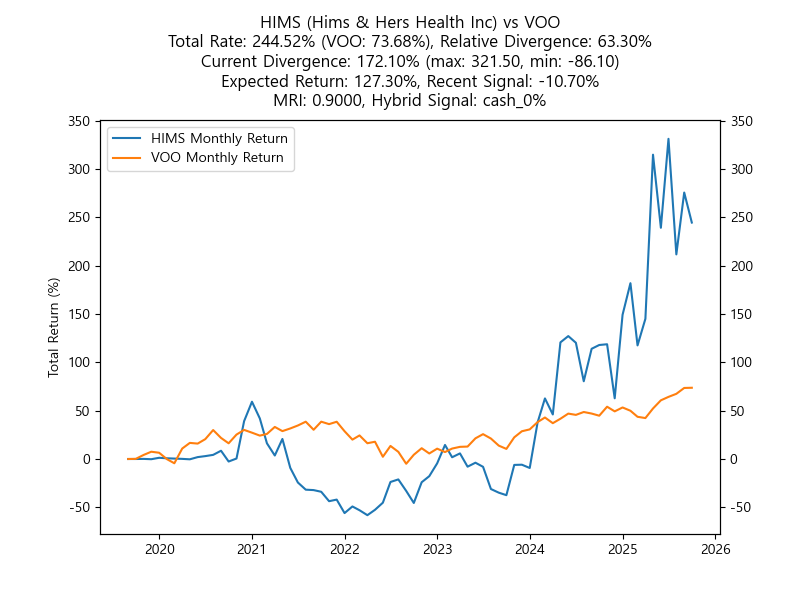 HIMS (Hims & Hers Health Inc) vs VOO
Total Rate: 244.52% (VOO: 73.68%), Relative Divergence: 63.30%
Current Divergence: 172.10% (max: 321.50, min: -86.10)
Expected Return: 127.30%, Recent Signal: -10.70%
MRI: 0.9000, Hybrid Signal: cash_0%
HIMS Monthly Return
VOO Monthly Return
Total Return (%)
350
300
250
200
150
100
50
0
-50
350
300
250
200
150
100
50
0
-50
2020 2021 2022 2023 2024 2025 2026